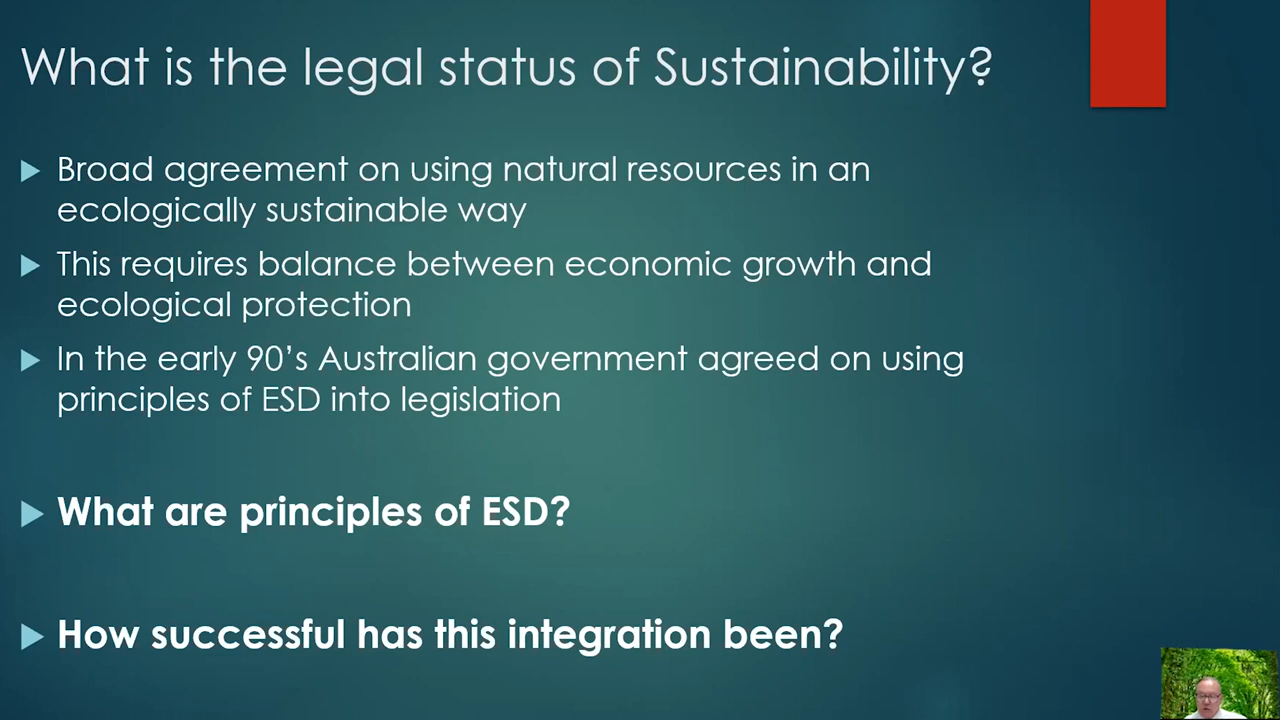 What is the legal status of Sustainability?
Broad agreement on using natural resources in an
ecologically sustainable way
This requires balance between economic growth and
ecological protection
In the early 90’s Australian government agreed on using
principles of ESD into legislation
What are principles of ESD?
How successful has this integration been?